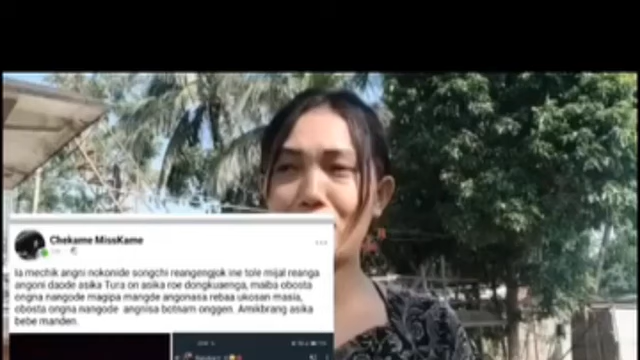 Chekame MissKame
Ia mechik angni nokonide songchi reangengjok ine tole mijal reanga
angoni daode asika Tura on asika roe dongkuaenga, maiba obosta
ongna nangode magipa mangde angonasa rebaa ukosan masia,
obosta ongna nangode angnisa botnam onggen. Amikbrang asika
bebe manden.